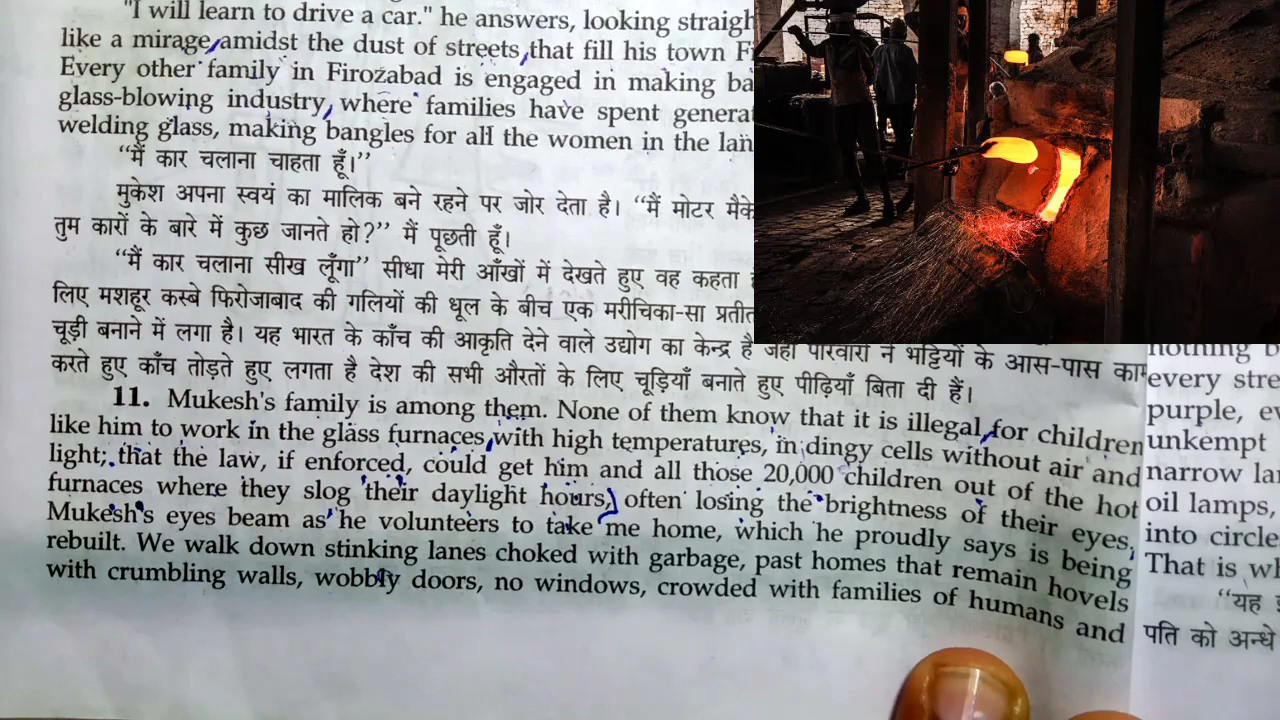 "I will learn to drive a car." he answers, looking straigh
like a mirage, amidst the dust of streets, that fill his town Fi
Every other family in Firozabad is engaged in making ba
glass-blowing industry, where families have spent genera
welding glass, making bangles for all the women in the lan
“मैं कार चलाना चाहता हूँ।”
मुकेश अपना स्वयं का मालिक बने रहने पर जोर देता है। “मैं मोटर मैके
तुम कारों के बारे में कुछ जानते हो?” मैं पूछती हूँ।
“मैं कार चलाना सीख लूँगा” सीधा मेरी आँखों में देखते हुए वह कहता
लिए मशहूर कस्बे फिरोजाबाद की गलियों की धूल के बीच एक मरीचिका-सा प्रतीत
चूड़ी बनाने में लगा है। यह भारत के काँच की आकृति देने वाले उद्योग का केन्द्र है जहाँ परिवारों ने भट्टियों के आस-पास काम
करते हुए काँच तोड़ते हुए लगता है देश की सभी औरतों के लिए चूड़ियाँ बनाते हुए पीढ़ियाँ बिता दी हैं।
11. Mukesh's family is among them. None of them know that it is illegal, for children
like him to work in the glass furnaces, with high temperatures, in dingy cells without air and
light; that the law, if enforced, could get him and all those 20,000 children out of the hot
furnaces where they slog their daylight hours, often losing the brightness of their eyes,
Mukesh's eyes beam as he volunteers to take me home, which he proudly says is being
rebuilt. We walk down stinking lanes choked with garbage, past homes that remain hovels
with crumbling walls, wobbly doors, no windows, crowded with families of humans and
nothing b
every stre
purple, ev
unkempt
narrow la
oil lamps,
into circle
That is wh
“यह
पति को अन्धे